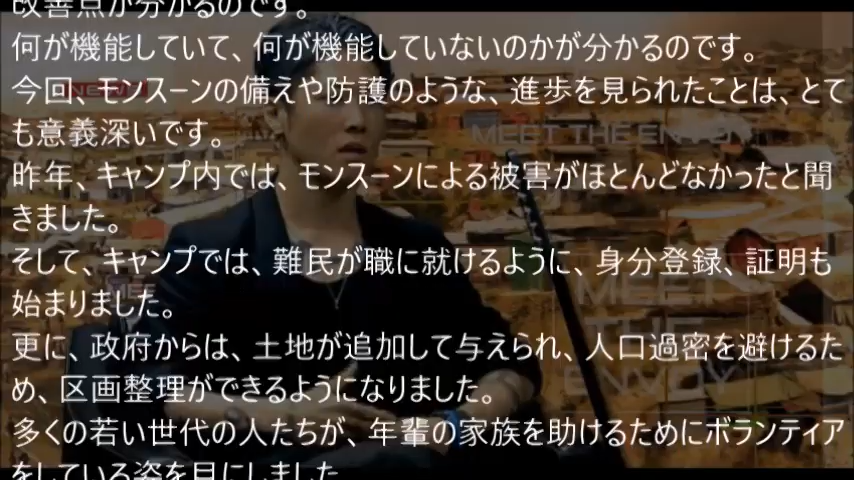 改善点が分かるのです。
何が機能していて、何が機能していないのかが分かるのです。
今回、モンスーンの備えや防護のような、進歩を見られたことは、とて
も意義深いです。
昨年、キャンプ内では、モンスーンによる被害がほとんどなかったと聞
きました。
そして、キャンプでは、難民が職に就けるように、身分登録、証明も
始まりました。
更に、政府からは、土地が追加して与えられ、人口過密を避けるた
め、区画整理ができるようになりました。
多くの若い世代の人たちが、年輩の家族を助けるためにボランティア
をしている姿を目にしました
NEWS
MEET THE ENVOY
MEET
THE
ENVOY